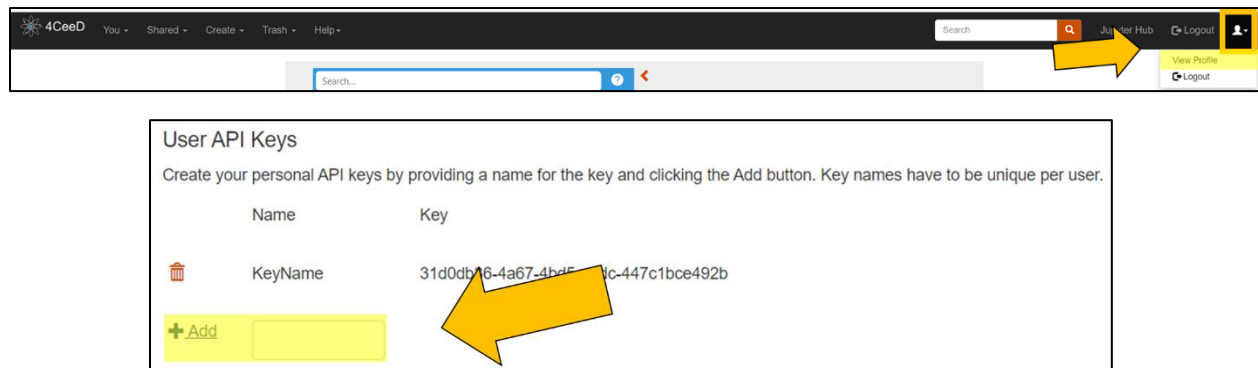 4CeeD You Shared Create Trash Help Search Jupyter Hub Logout
View Profile
Search... ?
Logout
User API Keys
Create your personal API keys by providing a name for the key and clicking the Add button. Key names have to be unique per user.
Name Key
KeyName
+ Add